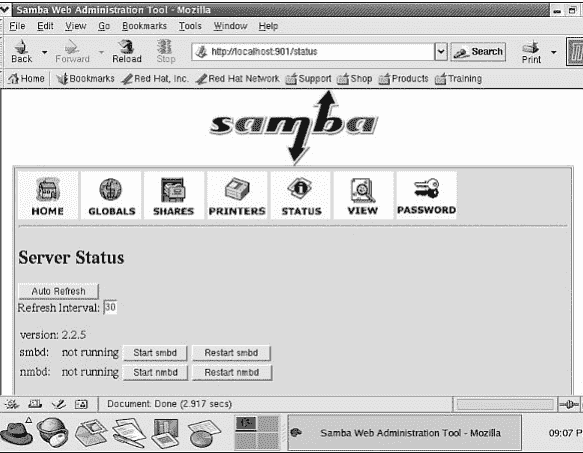 Samba Web Administration Tool - Mozilla
File Edit View Go Bookmarks Tools Window Help
Back Forward Reload Stop http://localhost:901/status Search Print
Home Bookmarks Red Hat, Inc. Red Hat Network Support Shop Products Training
samba
HOME GLOBALS SHARES PRINTERS STATUS VIEW PASSWORD
Server Status
Auto Refresh
Refresh Interval: 30
version: 2.2.5
smbd: not running Start smbd Restart smbd
nmbd: not running Start nmbd Restart nmbd
Document: Done (2.917 secs)
Samba Web Administration Tool - Mozilla 09:07 P